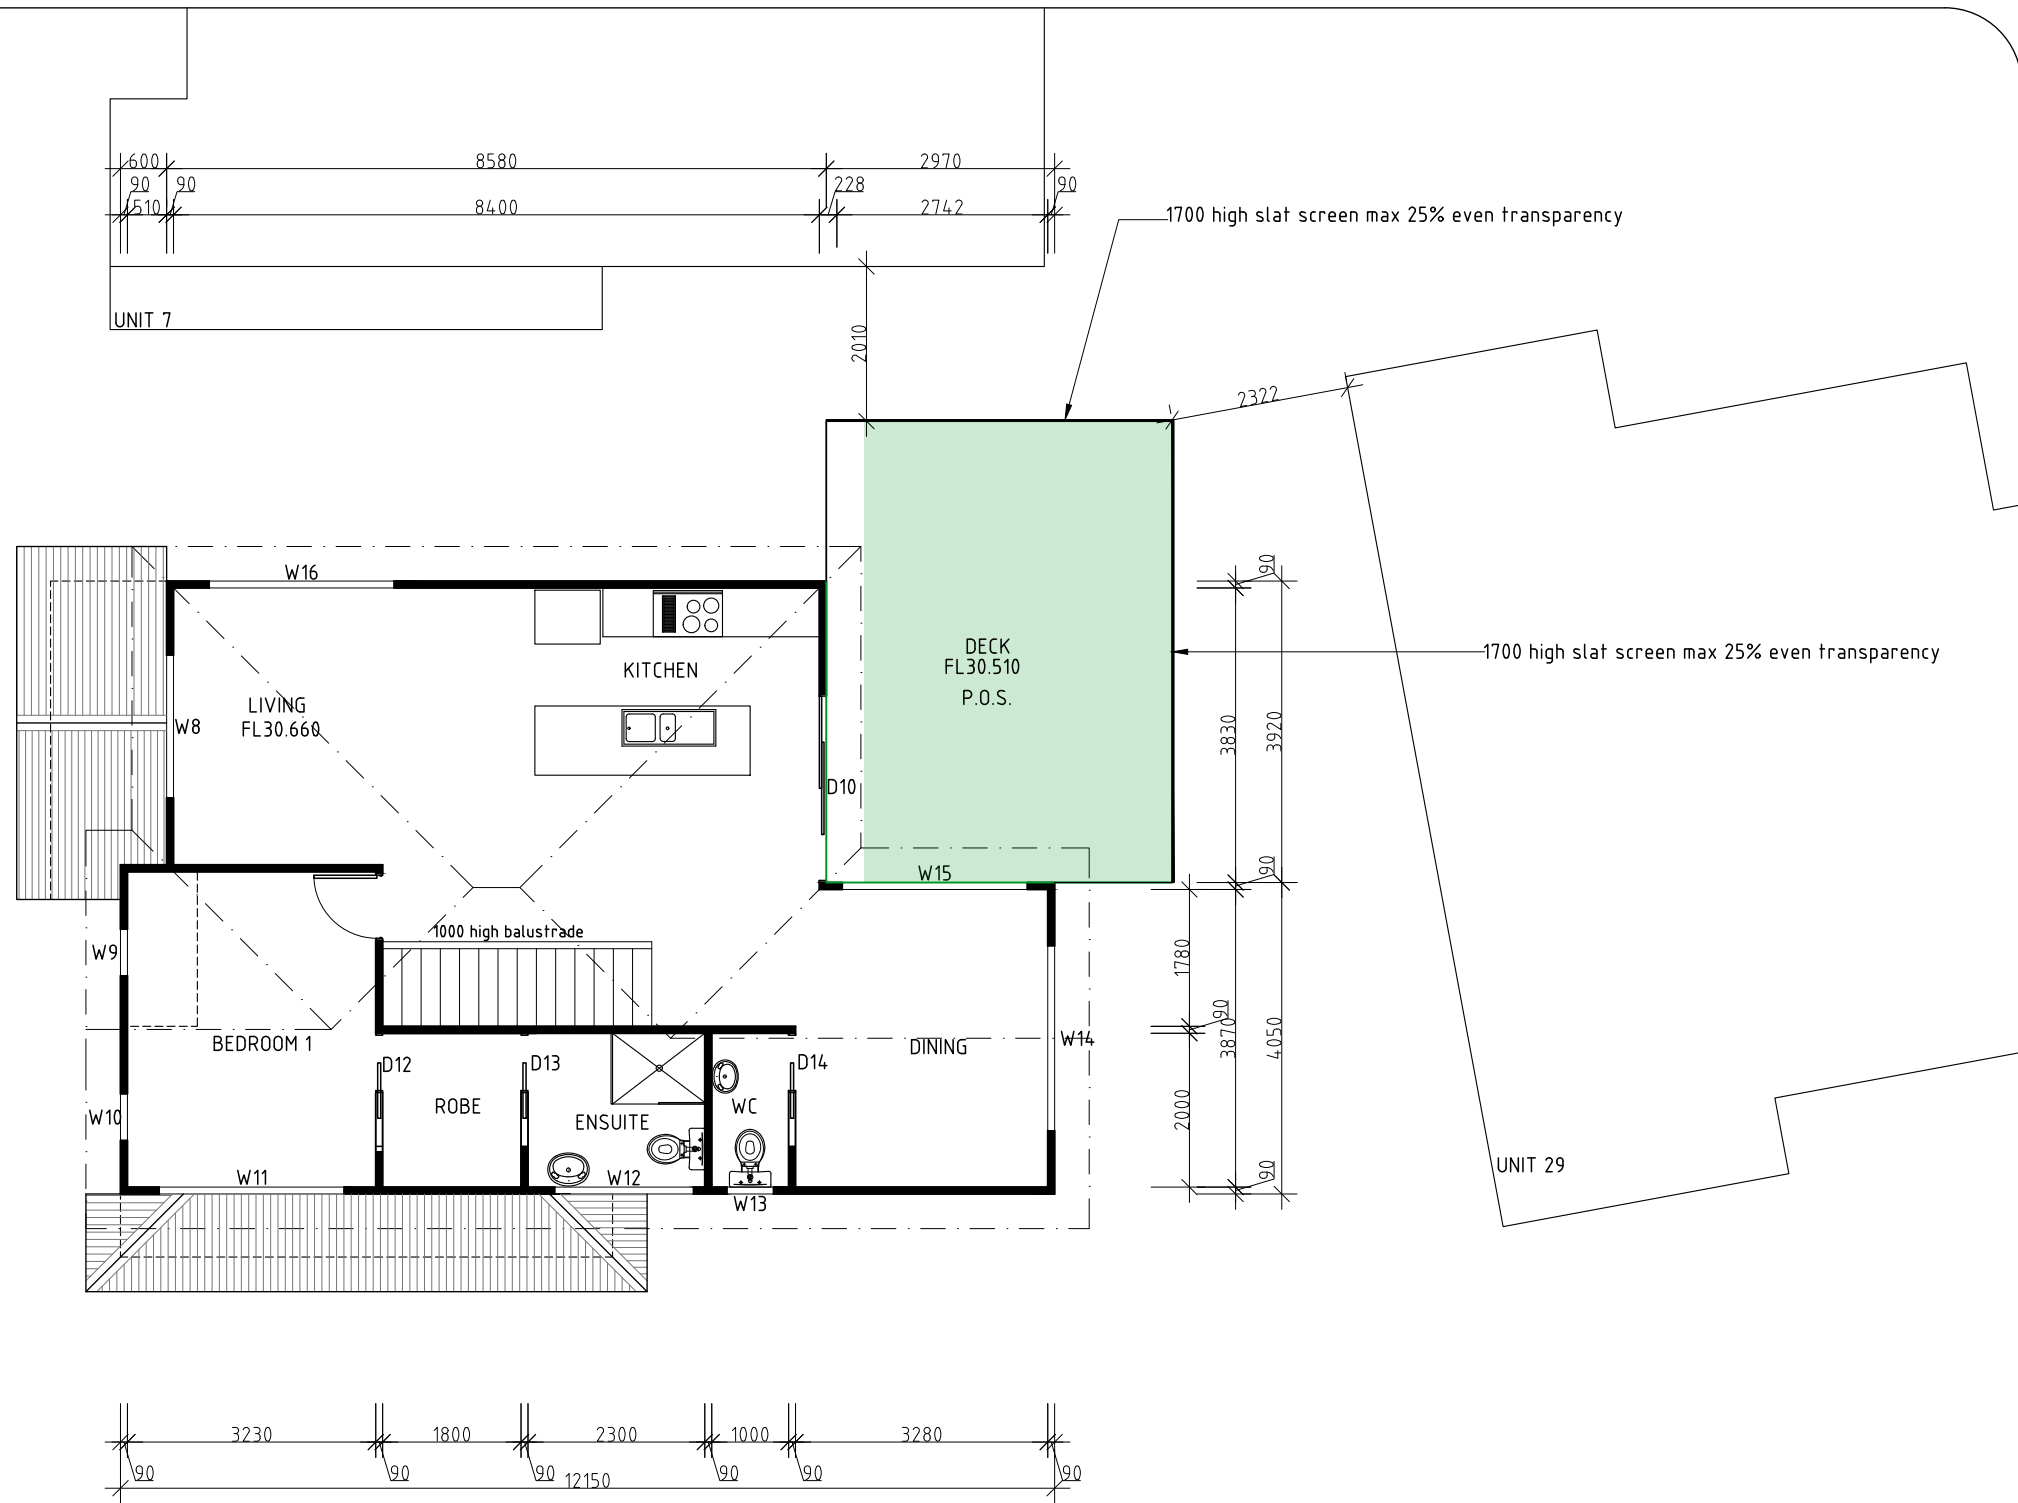 600
8580
2970
90
90
228
90
510
8400
2742
1700 high slat screen max 25% even transparency
UNIT 7
2010
2322
W16
KITCHEN
LIVING
FL30.660
W8
DECK
FL30.510
P.O.S.
1700 high slat screen max 25% even transparency
D10
W15
90
3830
3920
90
1000 high balustrade
W9
1780
90
3870
4050
BEDROOM 1
DINING
W14
D12
D13
D14
W10
ROBE
ENSUITE
WC
2000
90
W11
W12
W13
UNIT 29
3230
1800
2300
1000
3280
90
90
90
90
90
90
12150